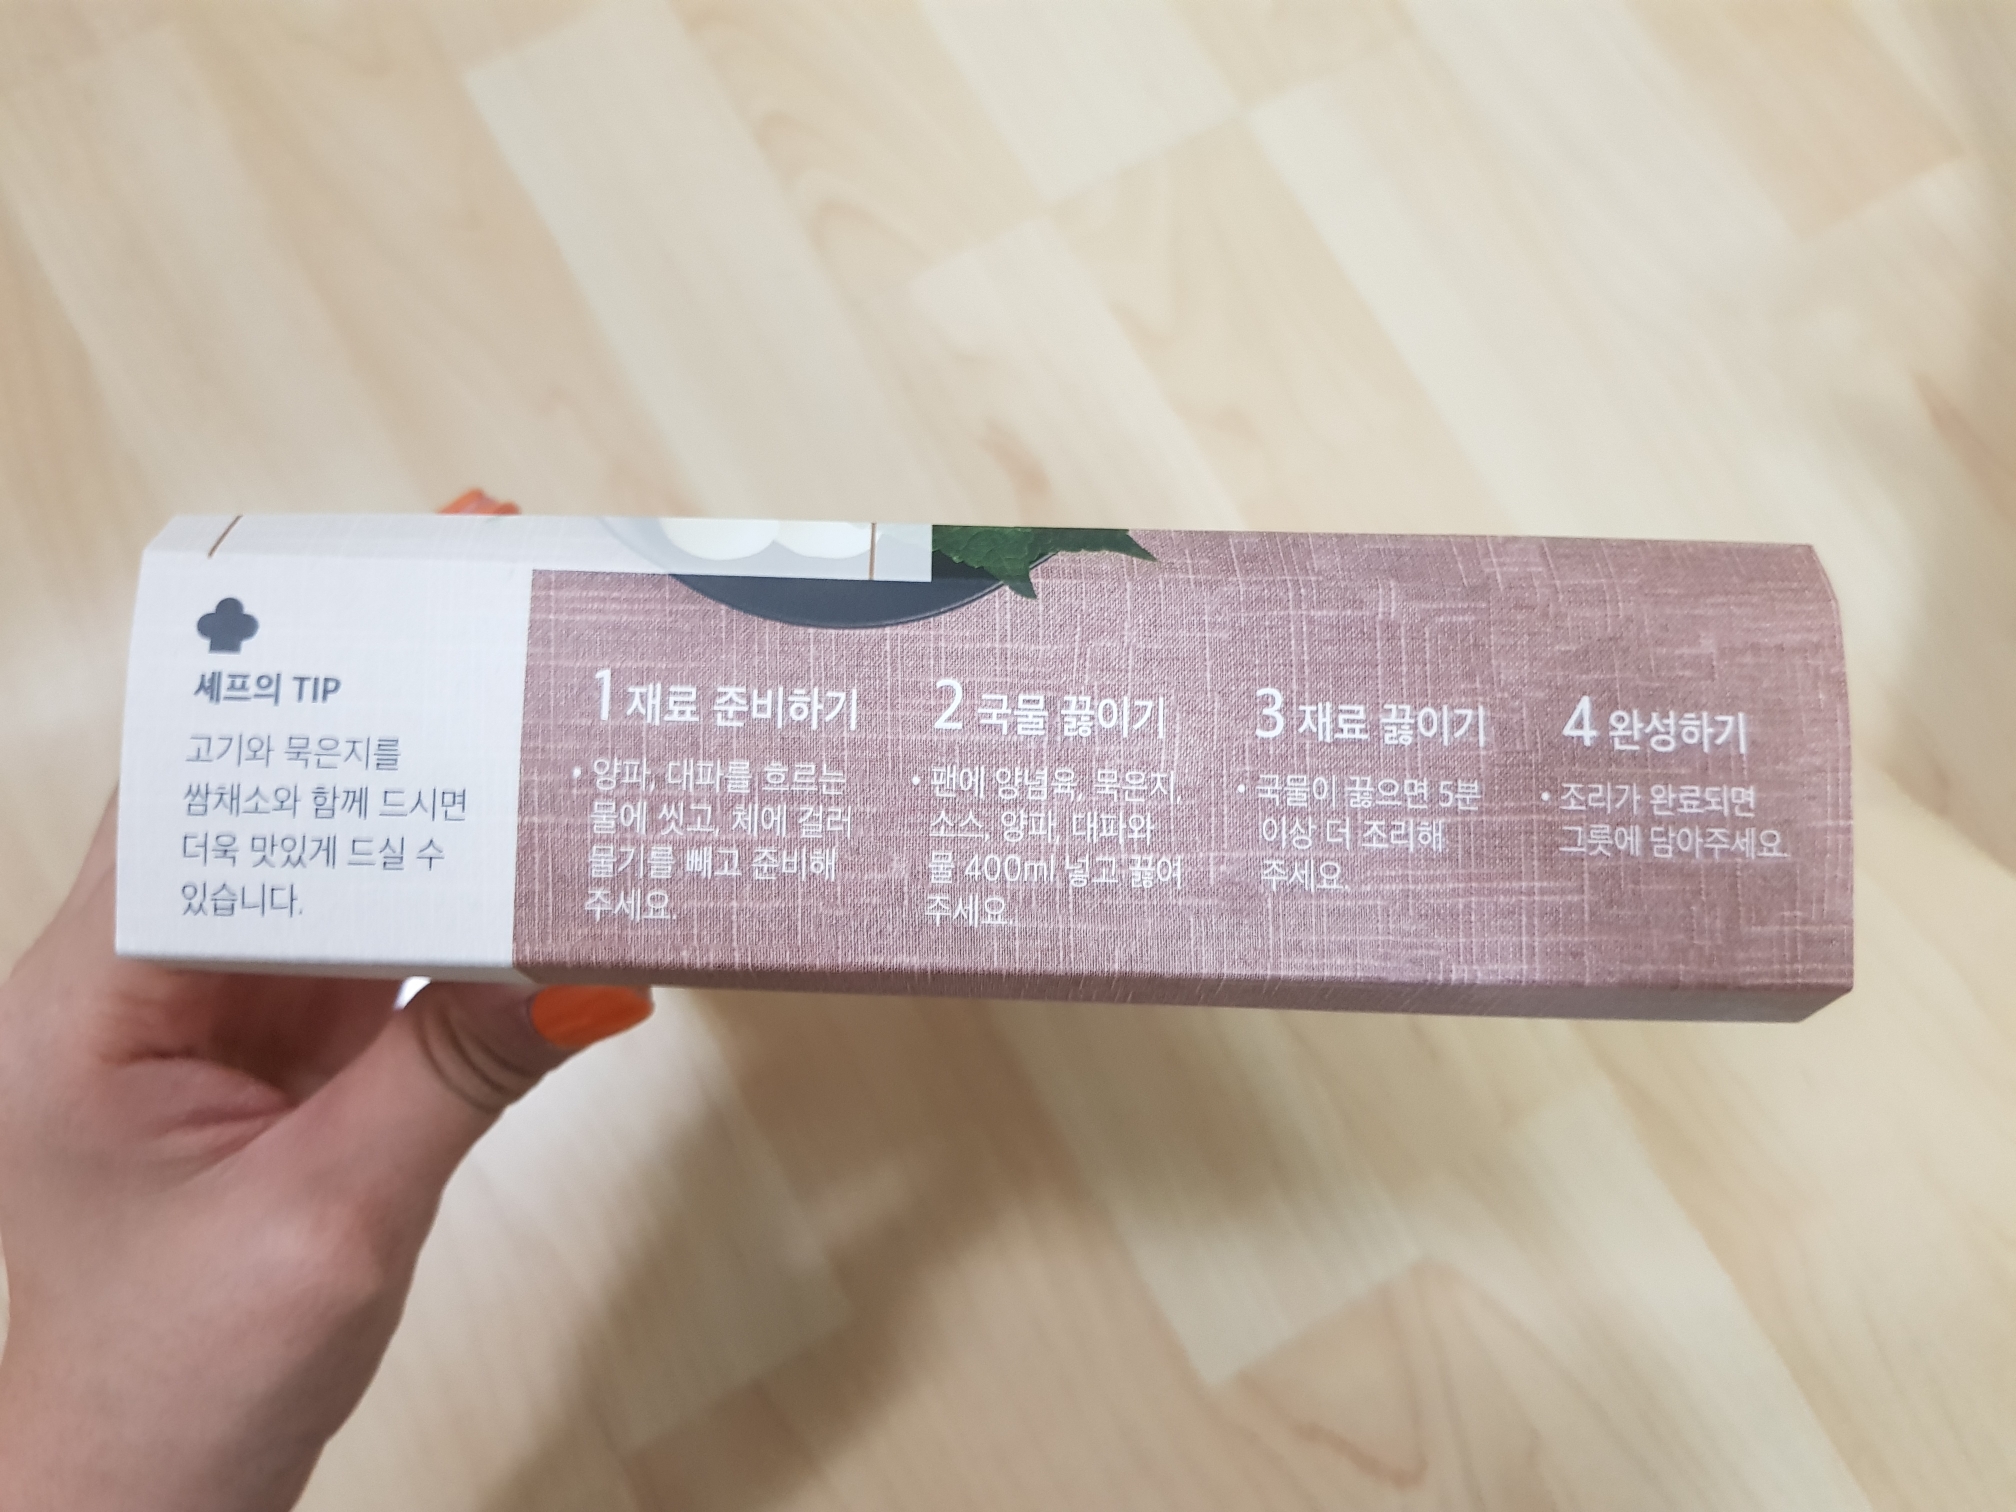 셰프의 TIP
고기와 묵은지를
쌈채소와 함께 드시면
더욱 맛있게 드실 수
있습니다.
1 재료 준비하기
• 양파, 대파를 흐르는
물에 씻고, 체에 걸러
물기를 빼고 준비해
주세요.
2 국물 끓이기
• 팬에 양념육, 묵은지,
소스, 양파, 대파와
물 400ml 넣고 끓여
주세요.
3 재료 끓이기
• 국물이 끓으면 5분
이상 더 조리해
주세요.
4 완성하기
• 조리가 완료되면
그릇에 담아주세요.